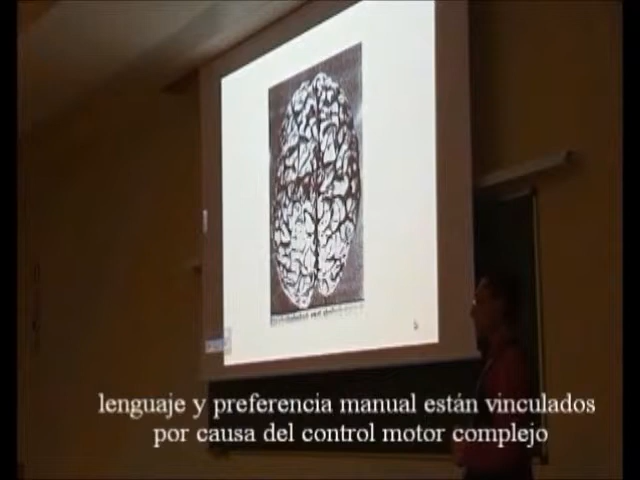 lenguaje y preferencia manual están vinculados
por causa del control motor complejo